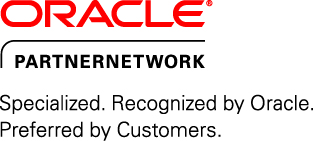 ORACLE®
PARTNERNETWORK
Specialized. Recognized by Oracle.
Preferred by Customers.